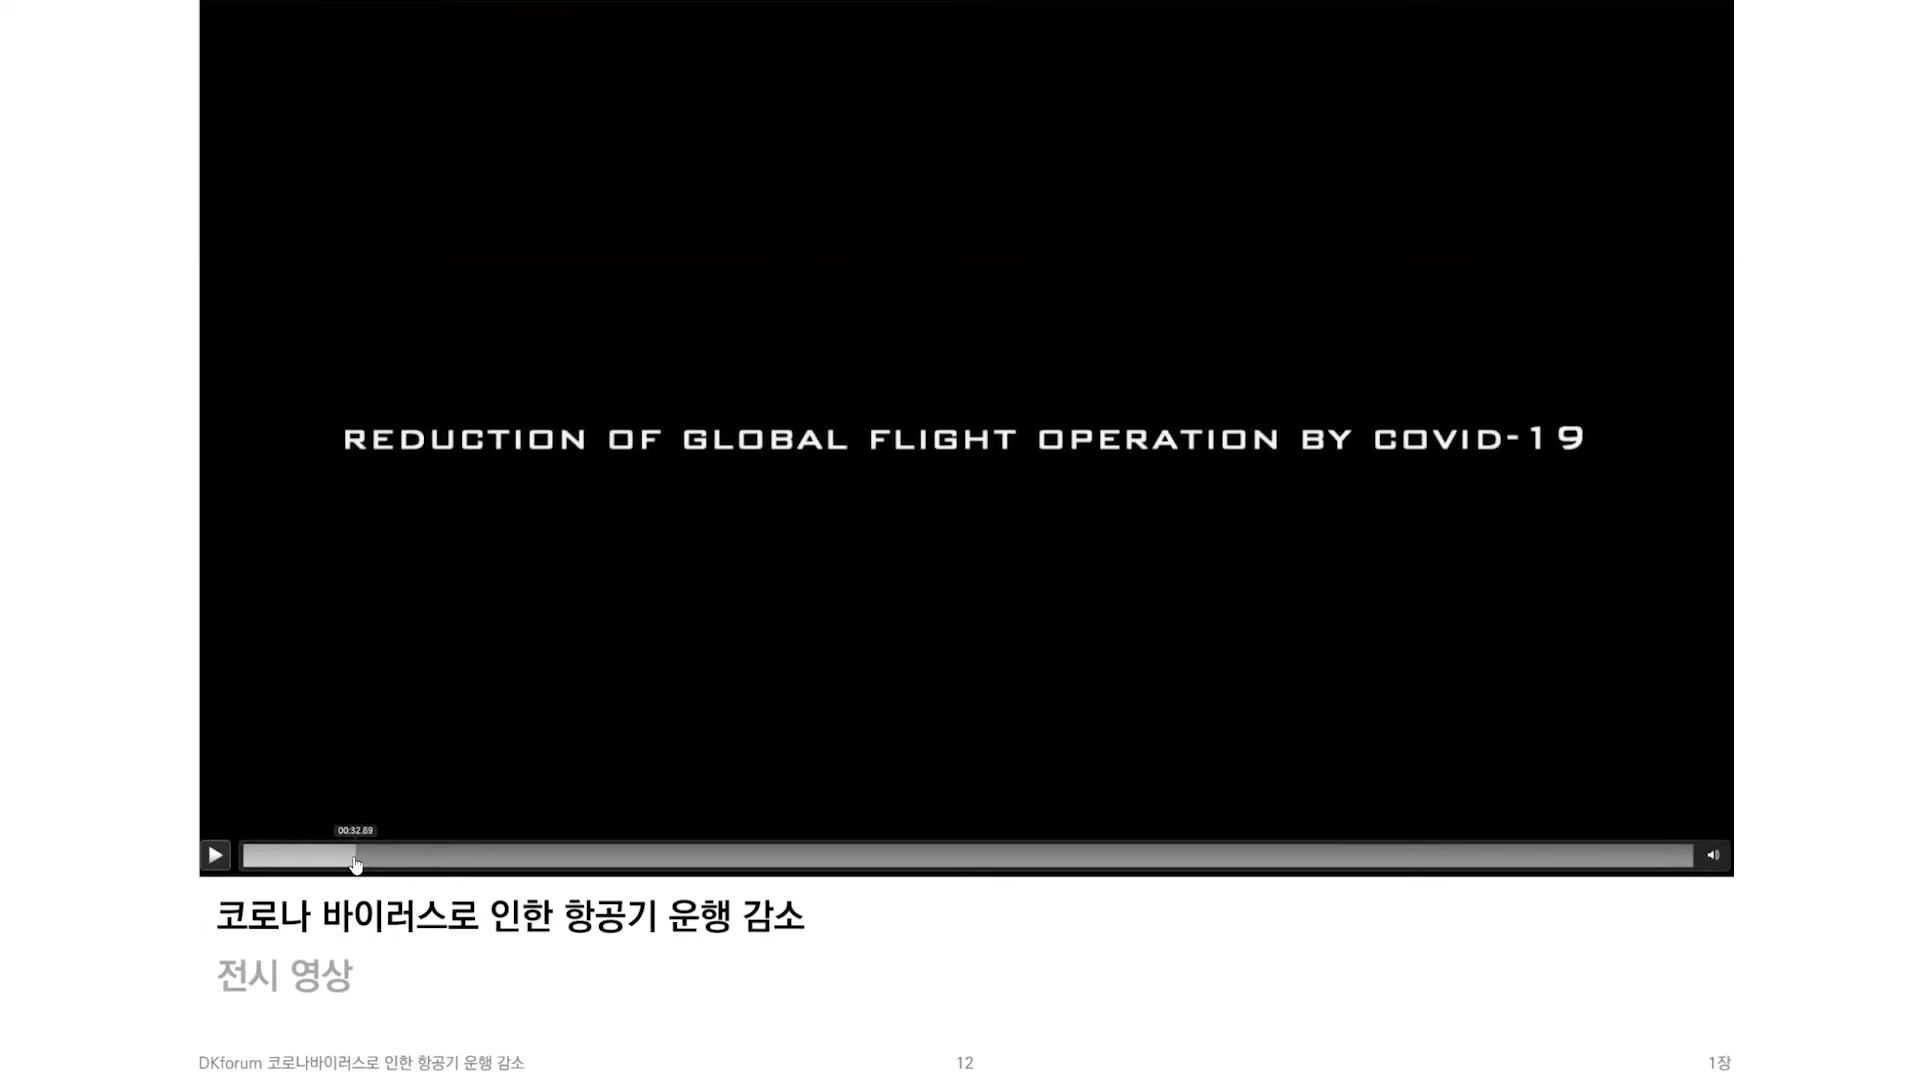 REDUCTION OF GLOBAL FLIGHT OPERATION BY COVID-19
00:32.89
코로나 바이러스로 인한 항공기 운행 감소
전시 영상
DKforum 코로나바이러스로 인한 항공기 운행 감소
12
1장